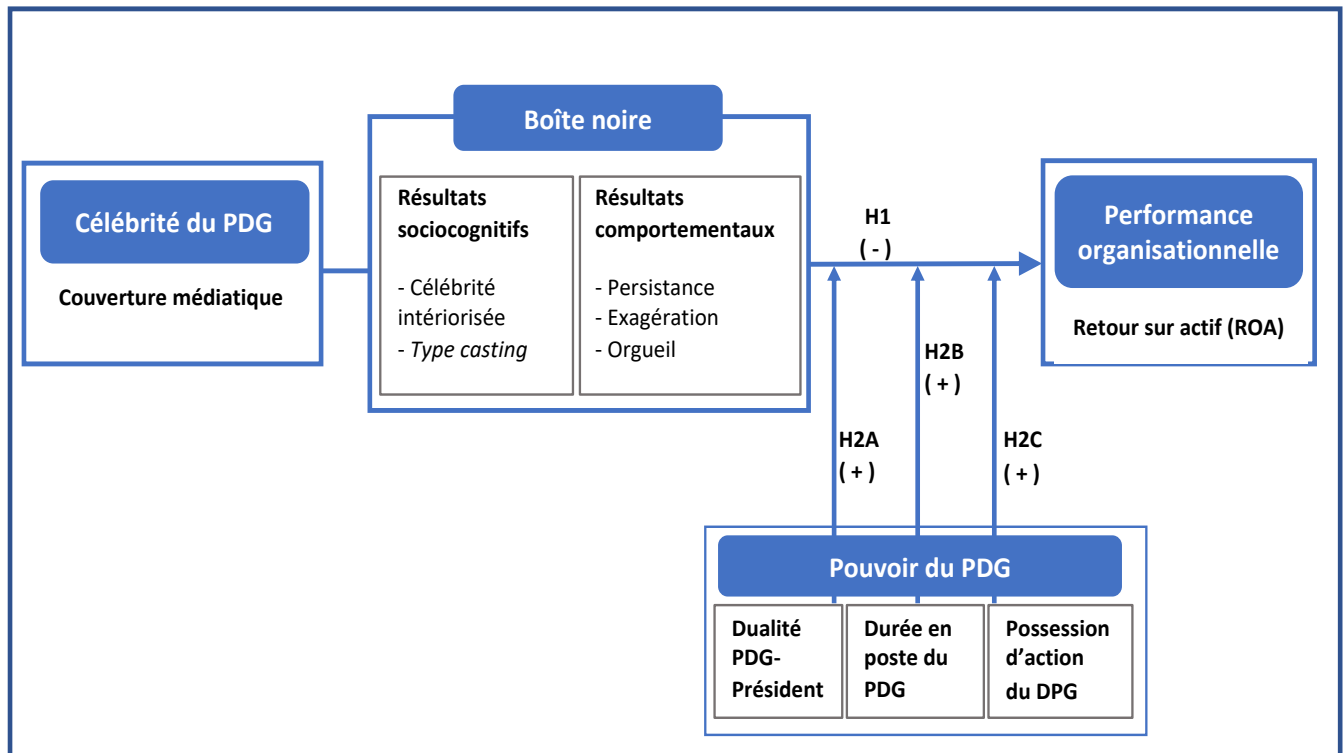 Boîte noire
Célébrité du PDG
Couverture médiatique
Résultats
sociocognitifs
- Célébrité
intériorisée
- Type casting
Résultats
comportementaux
- Persistance
- Exagération
- Orgueil
H1
( - )
H2A
( + )
H2B
( + )
H2C
( + )
Performance
organisationnelle
Retour sur actif (ROA)
Pouvoir du PDG
Dualité
PDG-
Président
Durée en
poste du
PDG
Possession
d’action
du DPG